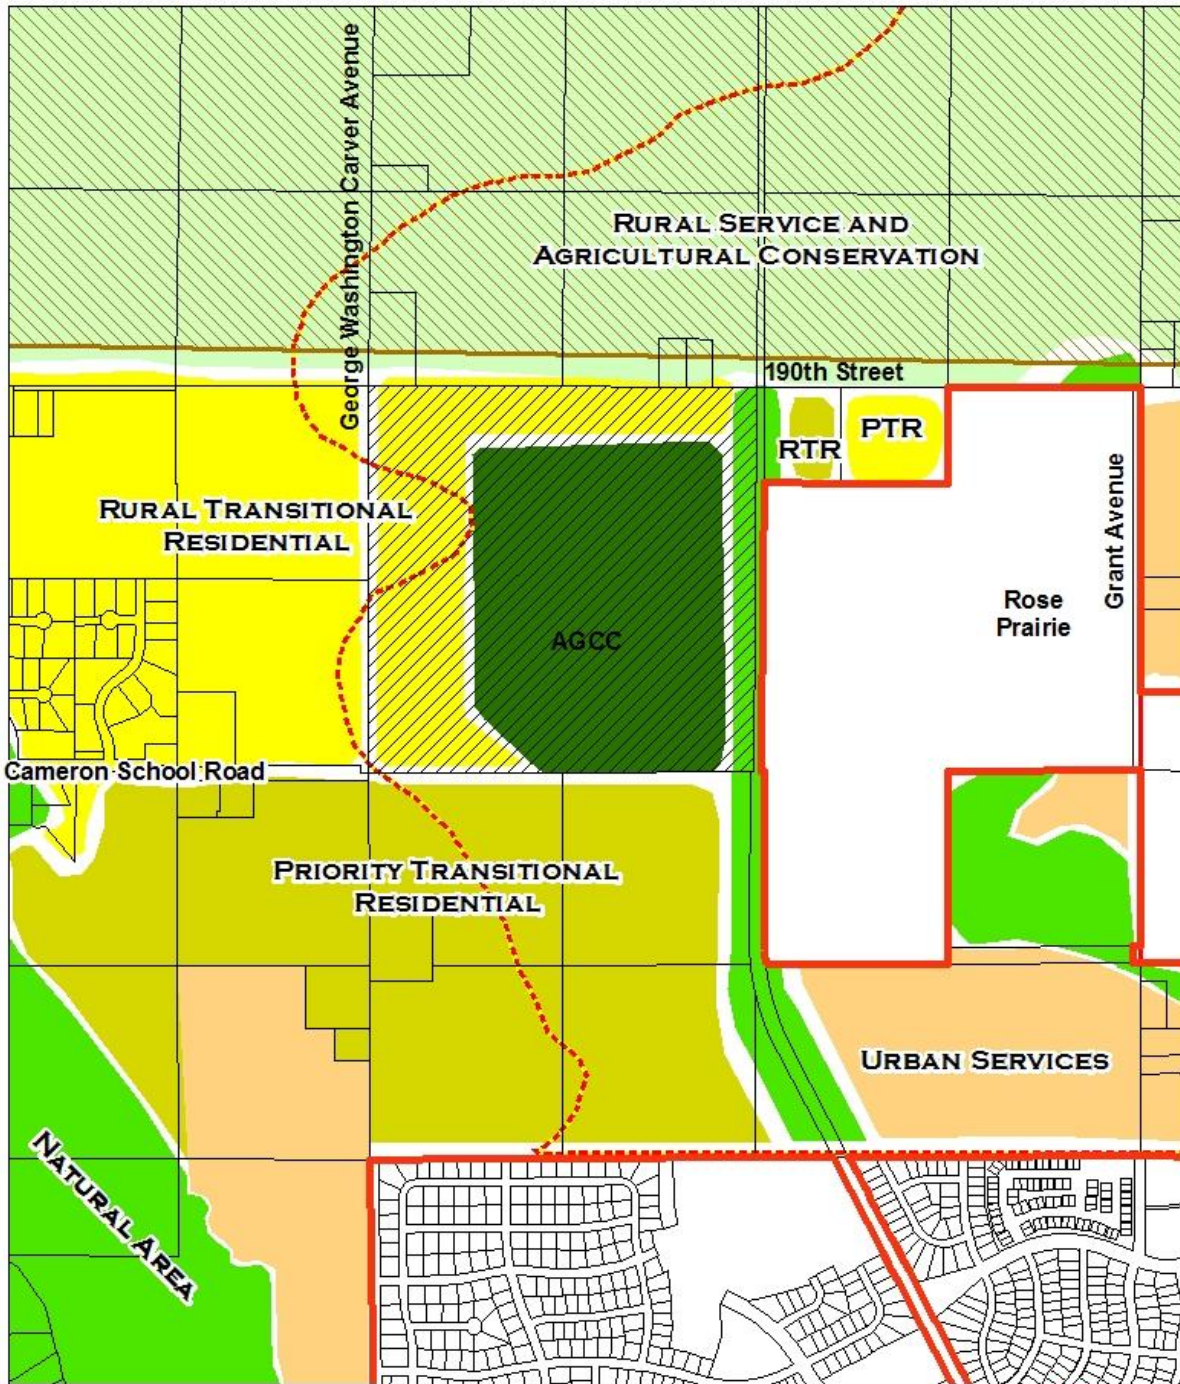 George Washington Carver Avenue
RURAL SERVICE AND
AGRICULTURAL CONSERVATION
190th Street
RTR
PTR
RURAL TRANSITIONAL
RESIDENTIAL
Grant Avenue
Rose
Prairie
AGCC
Cameron School Road
PRIORITY TRANSITIONAL
RESIDENTIAL
URBAN SERVICES
NATURAL AREA